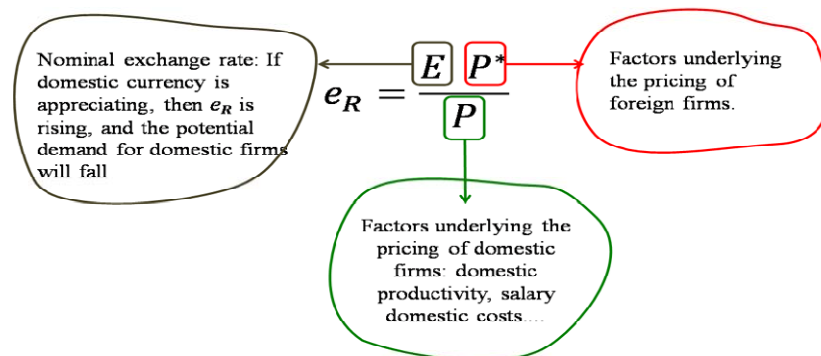 Nominal exchange rate: If
domestic currency is
appreciating, then e_R is
rising, and the potential
demand for domestic firms
will fall
e_R = E P* / P
Factors underlying
the pricing of
foreign firms.
Factors underlying the
pricing of domestic
firms: domestic
productivity, salary
domestic costs....